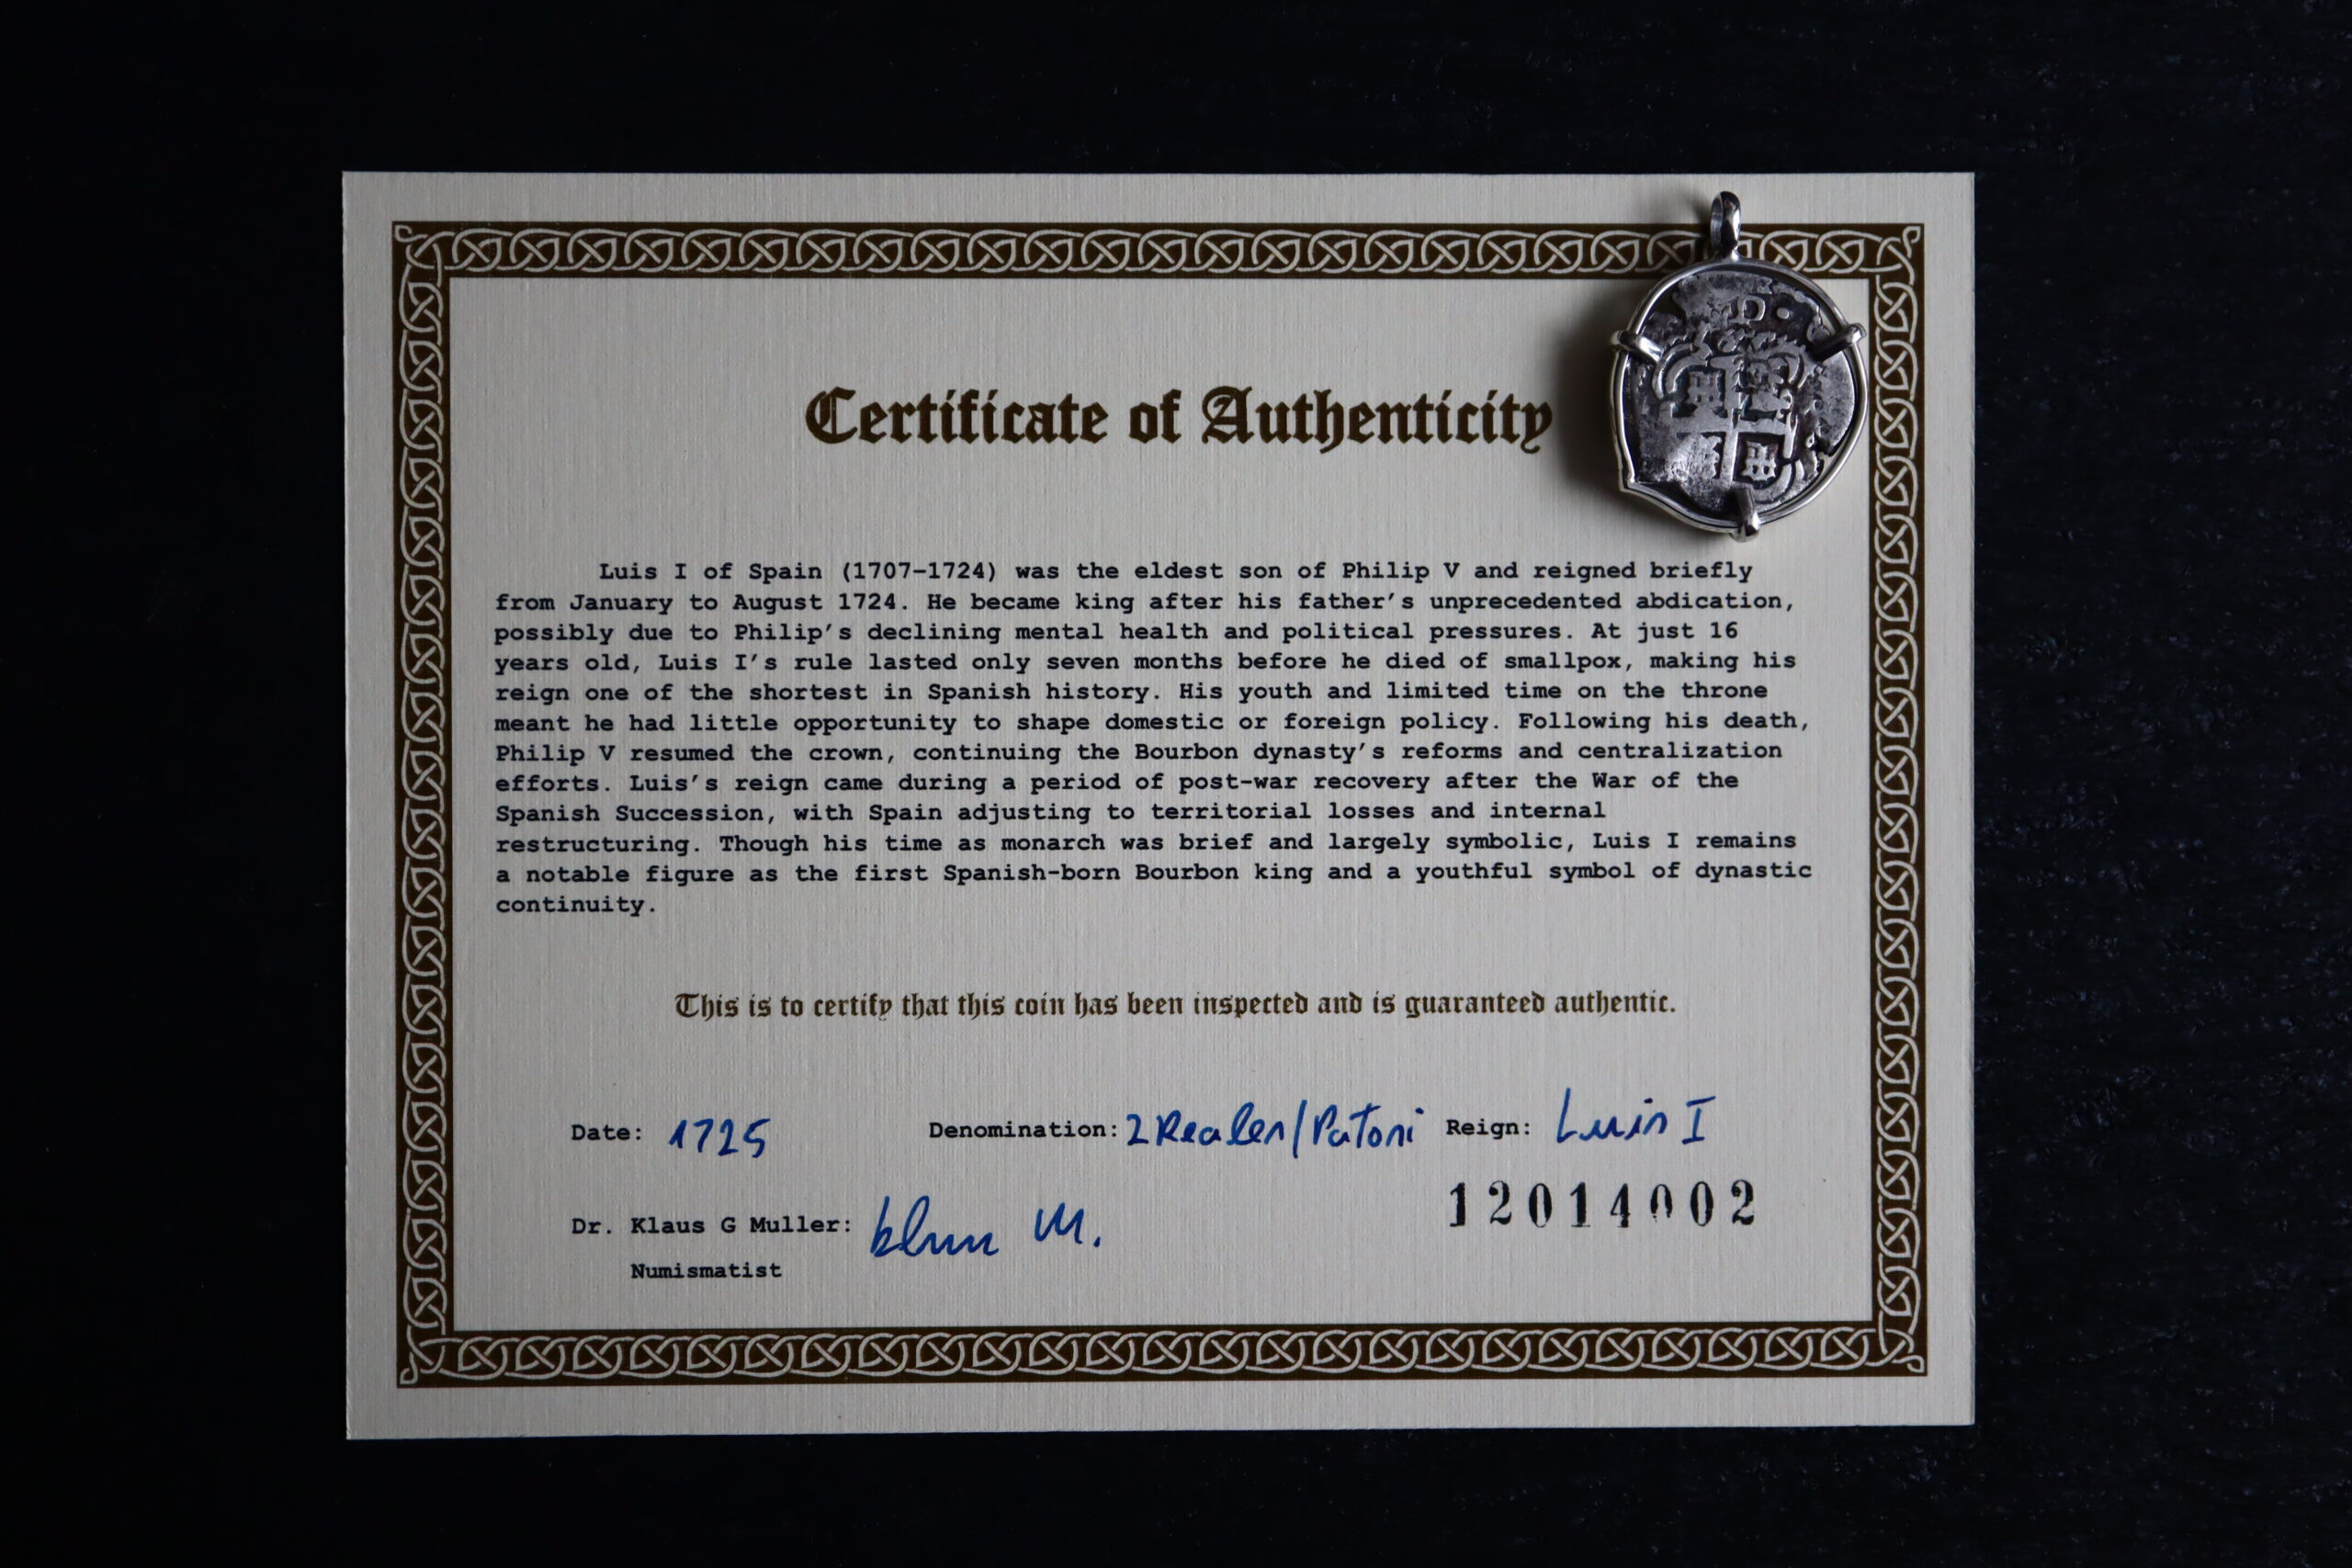 D
Certificate of Authenticity
Luis I of Spain (1707-1724) was the eldest son of Philip V and reigned briefly
from January to August 1724. He became king after his father's unprecedented abdication,
possibly due to Philip's declining mental health and political pressures. At just 16
years old, Luis I's rule lasted only seven months before he died of smallpox, making his
reign one of the shortest in Spanish history. His youth and limited time on the throne
meant he had little opportunity to shape domestic or foreign policy. Following his death,
Philip V resumed the crown, continuing the Bourbon dynasty's reforms and centralization
efforts. Luis's reign came during a period of post-war recovery after the War of the
Spanish Succession, with Spain adjusting to territorial losses and internal
restructuring. Though his time as monarch was brief and largely symbolic, Luis I remains
a notable figure as the first Spanish-born Bourbon king and a youthful symbol of dynastic
continuity.
This is to certify that this coin has been inspected and is guaranteed authentic.
Date: 1725 Denomination: 2 Reales/Potosi Reign: Luis I
12014002
Dr. Klaus G Muller: Klaus M.
Numismatist